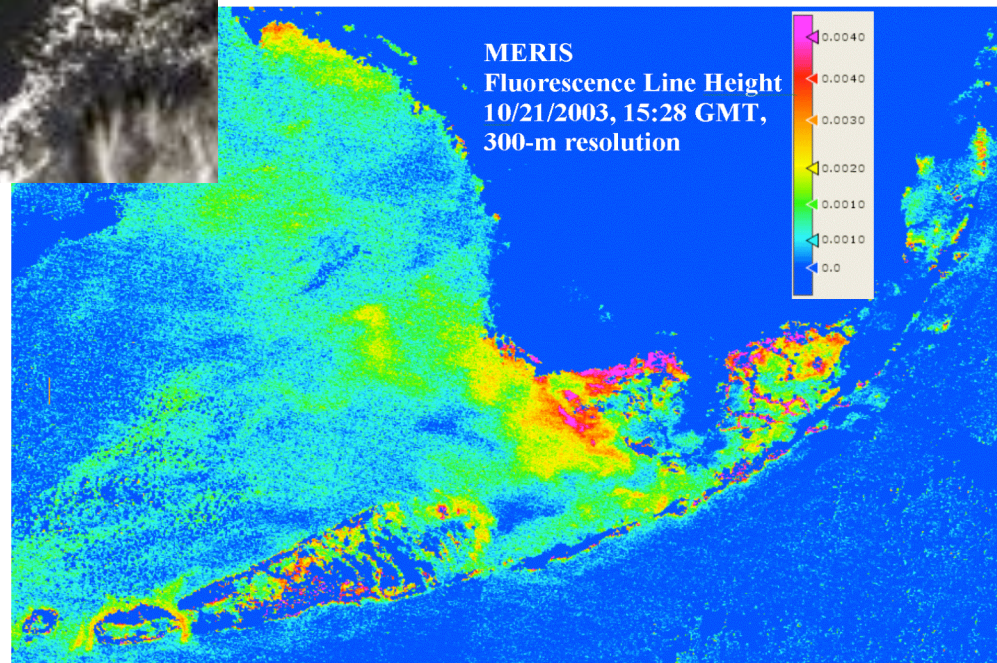 MERIS
Fluorescence Line Height
10/21/2003, 15:28 GMT,
300-m resolution
0.0040
0.0040
0.0030
0.0020
0.0010
0.0010
0.0